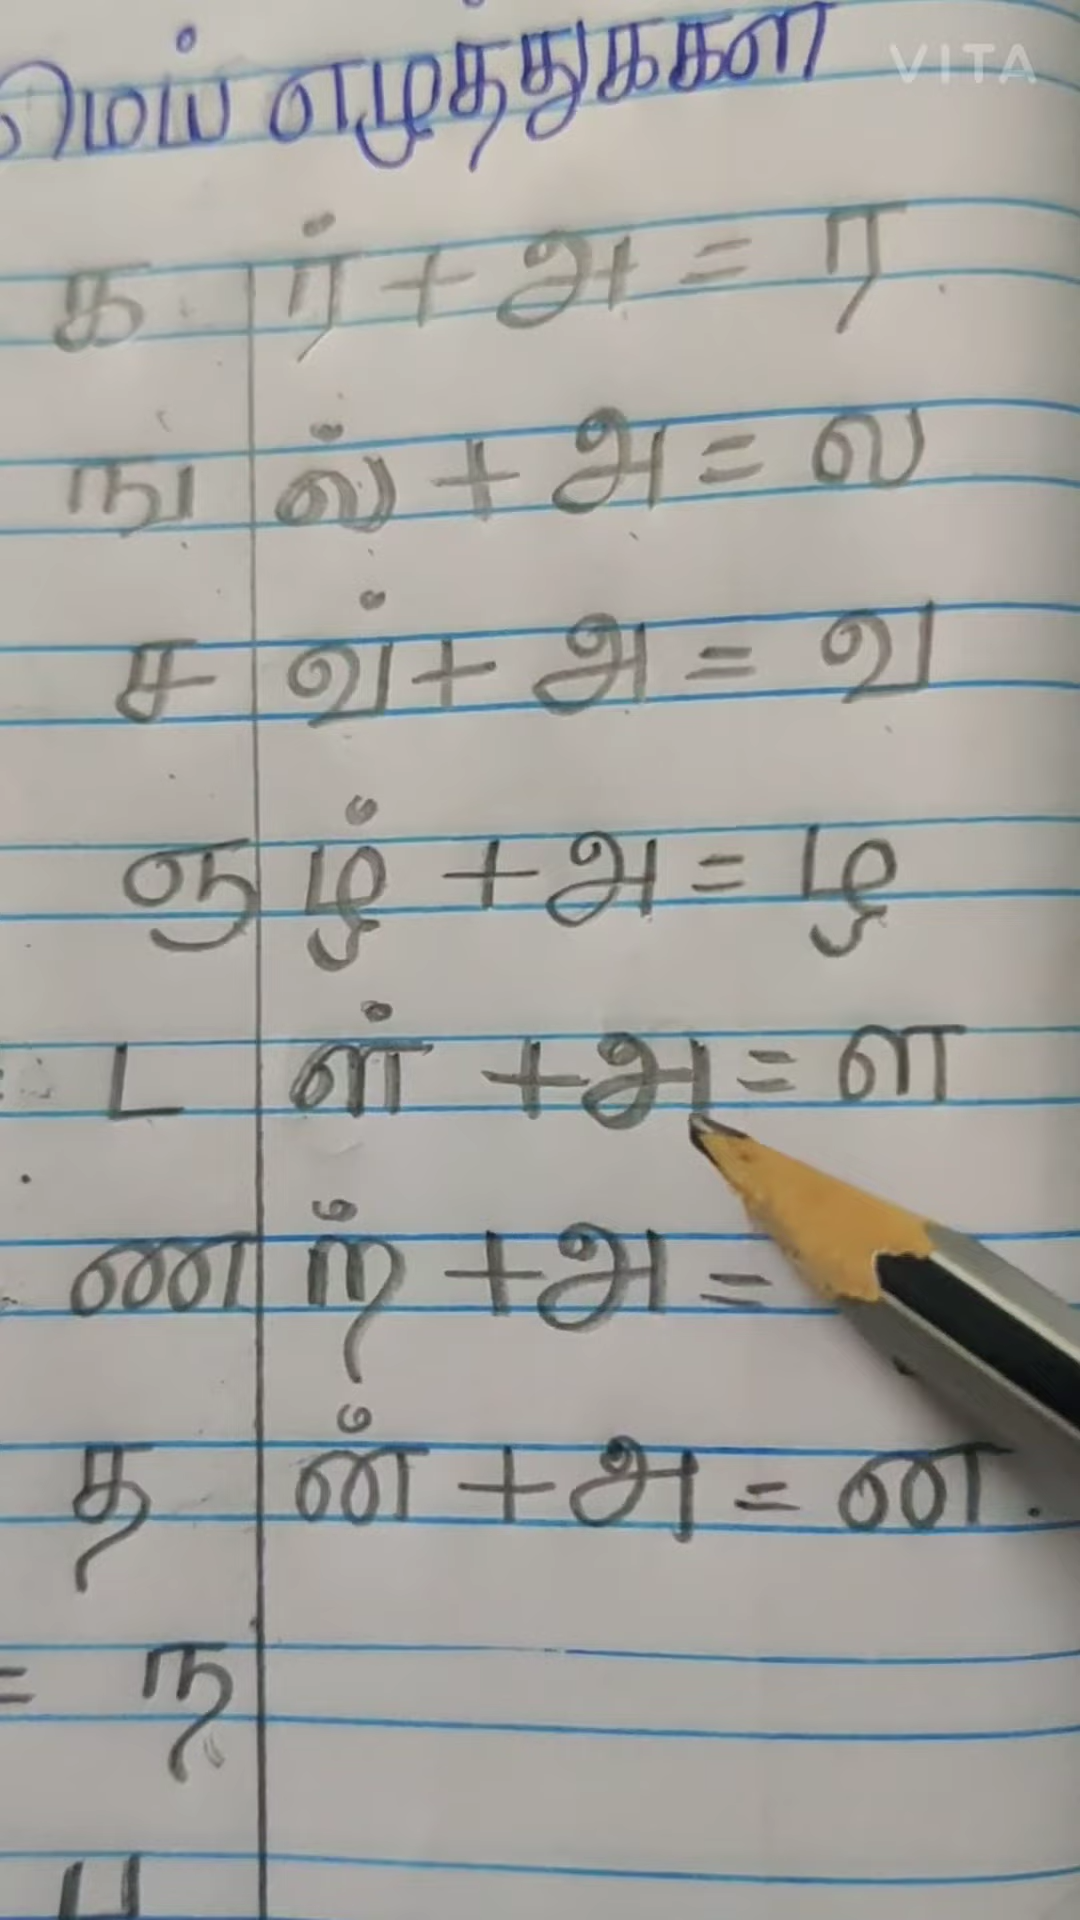 மெய் எழுத்துக்கள்
VITA
க ர் + அ = ர
ங ல் + அ = ல
ச வ் + அ = வ
ஞ ழ் + அ = ழ
ட ள் + அ = ள
ண ற் + அ =
த ன் + அ = ன
= ந
ப